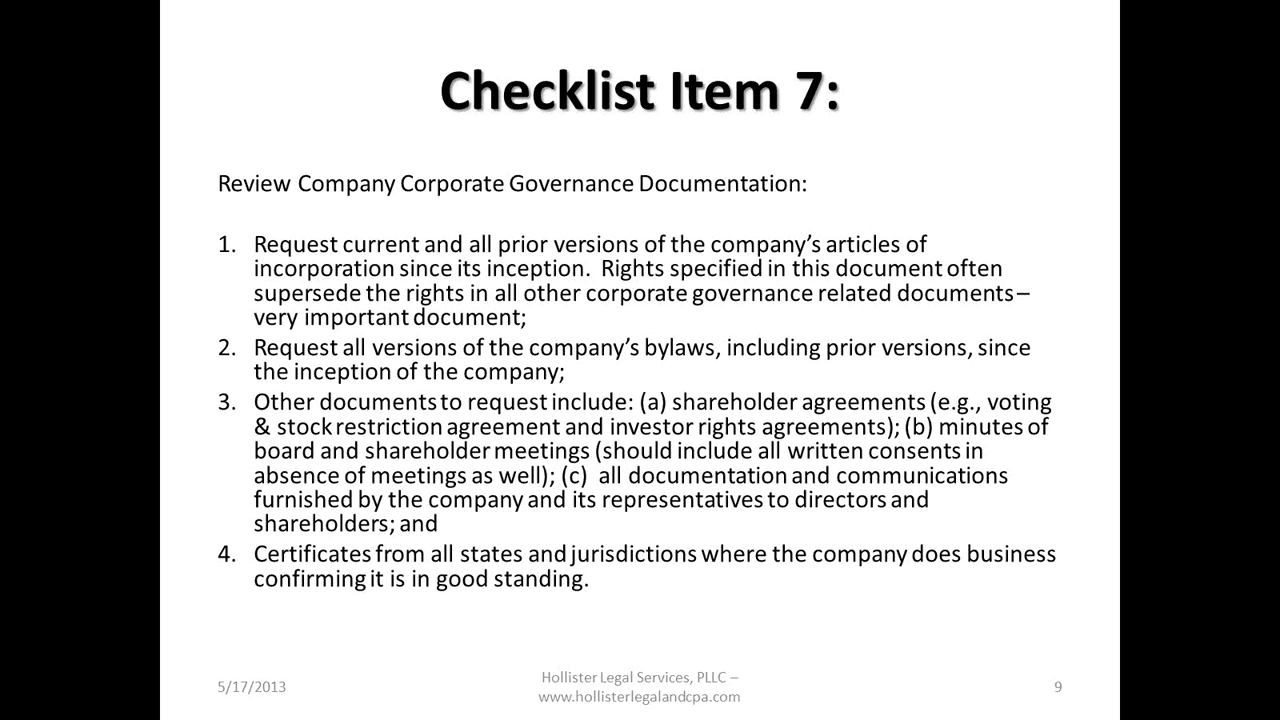 Checklist Item 7:
Review Company Corporate Governance Documentation:
1. Request current and all prior versions of the company’s articles of
incorporation since its inception.  Rights specified in this document often
supersede the rights in all other corporate governance related documents –
very important document;
2. Request all versions of the company’s bylaws, including prior versions, since
the inception of the company;
3. Other documents to request include: (a) shareholder agreements (e.g., voting
& stock restriction agreement and investor rights agreements); (b) minutes of
board and shareholder meetings (should include all written consents in
absence of meetings as well); (c)  all documentation and communications
furnished by the company and its representatives to directors and
shareholders; and
4. Certificates from all states and jurisdictions where the company does business
confirming it is in good standing.
5/17/2013
Hollister Legal Services, PLLC –
www.hollisterlegalandcpa.com
9